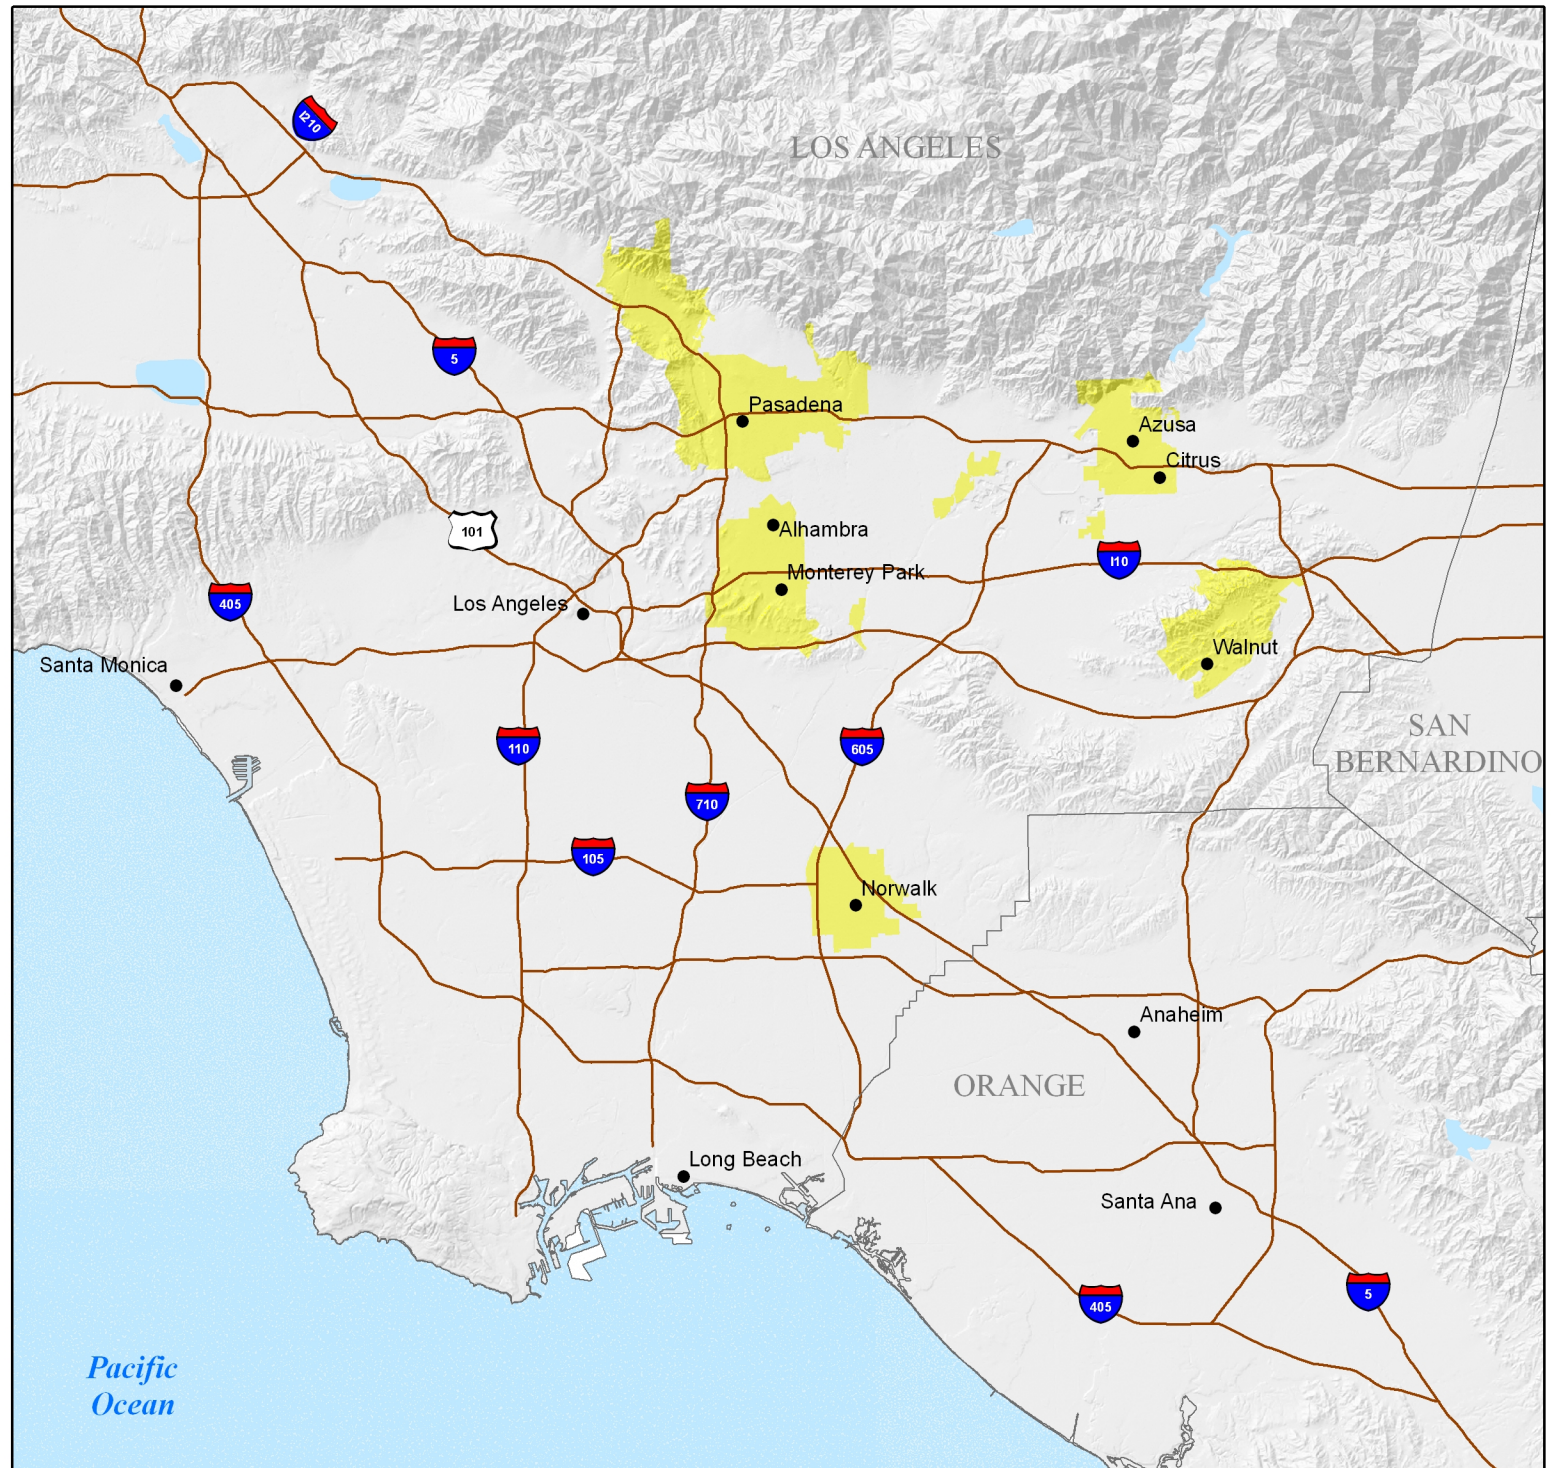 I210
LOS ANGELES
5
Pasadena
Azusa
Citrus
101
Alhambra
I10
Monterey Park
405
Los Angeles
Walnut
Santa Monica
SAN
BERNARDINO
110
605
710
105
Norwalk
Anaheim
ORANGE
Long Beach
Santa Ana
405
5
Pacific
Ocean